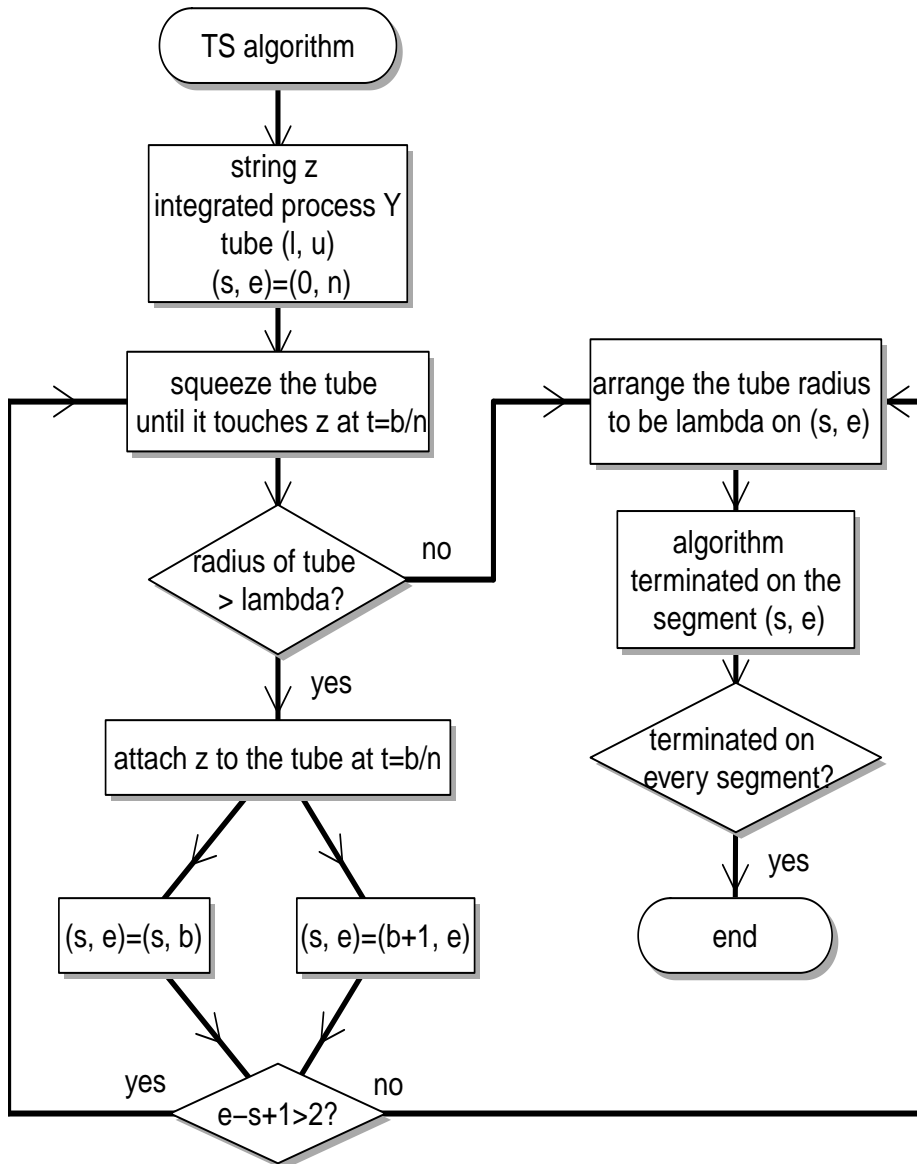 TS algorithm
string z
integrated process Y
tube (l, u)
(s, e)=(0, n)
squeeze the tube
until it touches z at t=b/n
radius of tube
> lambda?
no
yes
attach z to the tube at t=b/n
(s, e)=(s, b)
(s, e)=(b+1, e)
yes
e−s+1>2?
no
arrange the tube radius
to be lambda on (s, e)
algorithm
terminated on the
segment (s, e)
terminated on
every segment?
yes
end